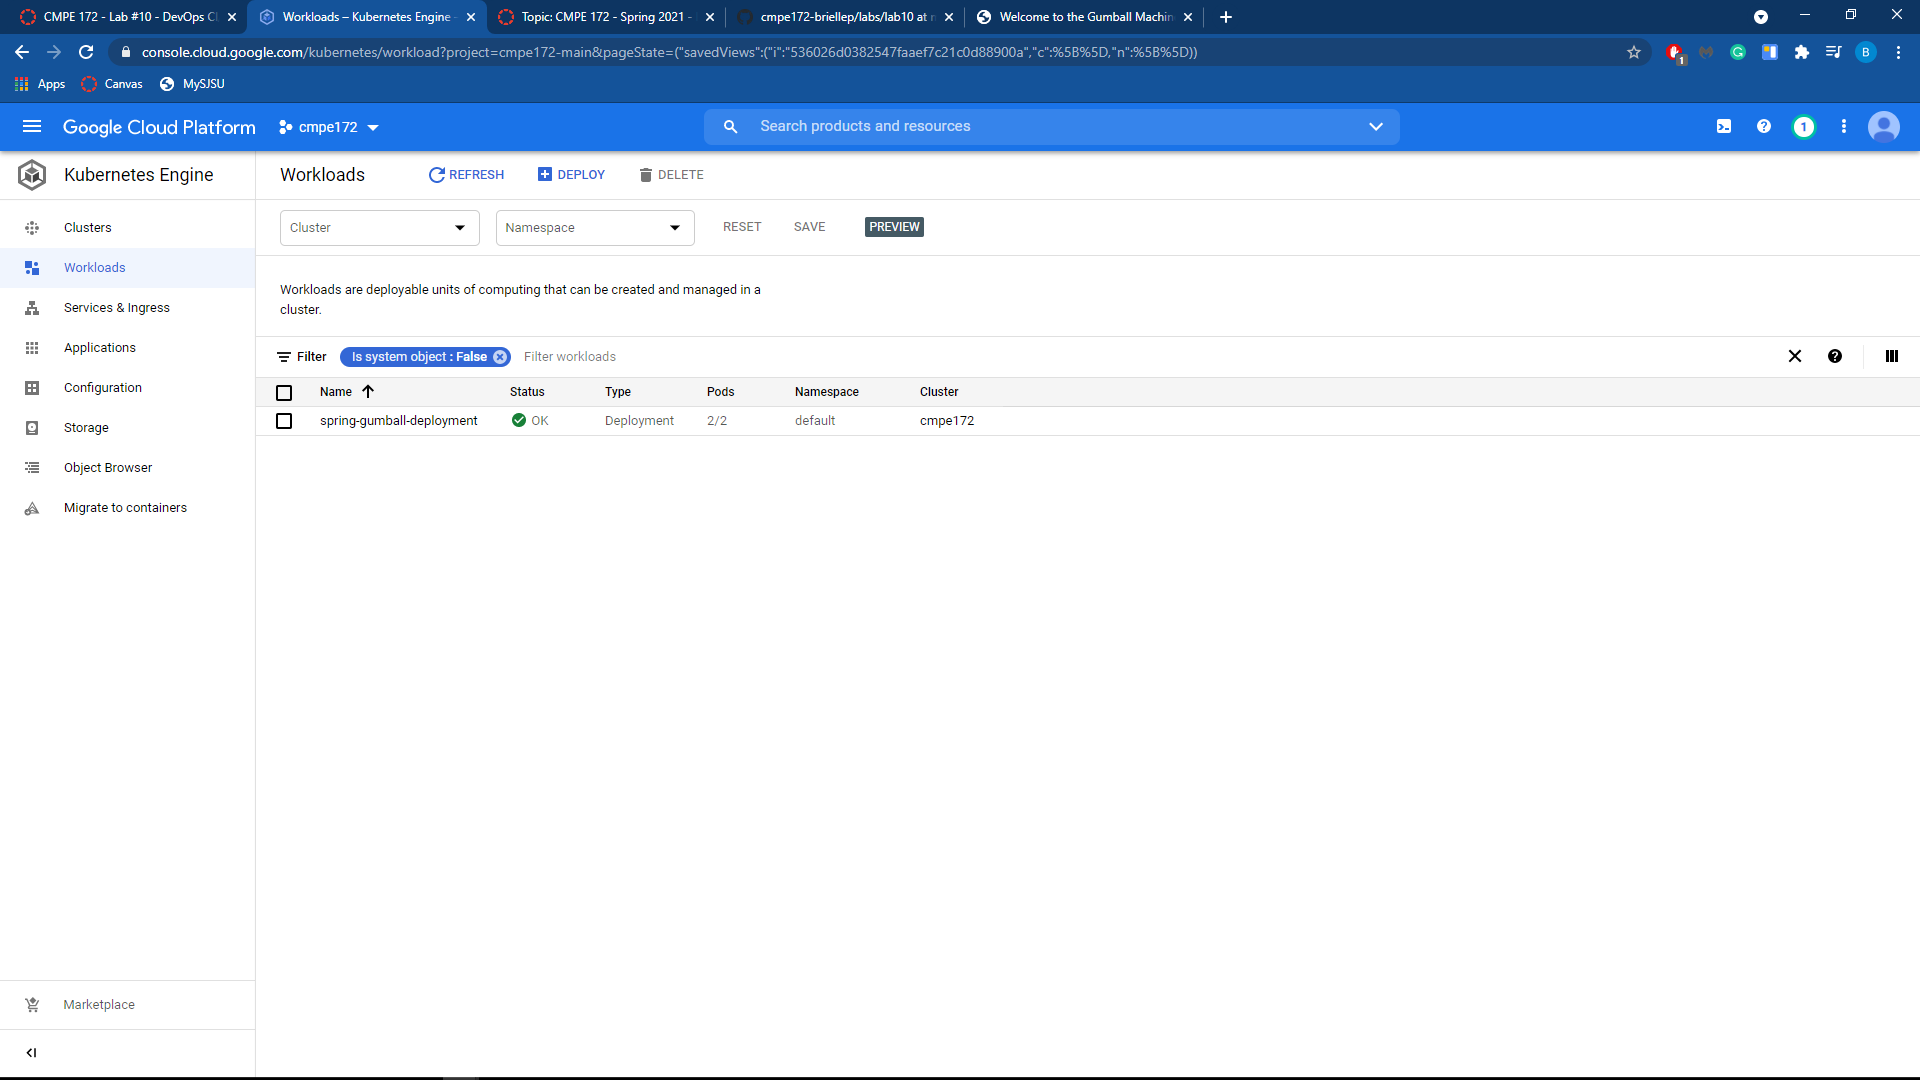 CMPE 172 - Lab #10 - DevOps Cl
Workloads – Kubernetes Engine -
Topic: CMPE 172 - Spring 2021 -
cmpe172-briellep/labs/lab10 at m
Welcome to the Gumball Machin
console.cloud.google.com/kubernetes/workload?project=cmpe172-main&pageState=("savedViews":("i":"536026d0382547faaef7c21c0d88900a","c":%5B%5D,"n":%5B%5D))
1
B
Apps
Canvas
MySJSU
Google Cloud Platform
cmpe172
Search products and resources
1
Kubernetes Engine
Workloads
REFRESH
DEPLOY
DELETE
Clusters
Workloads
Services & Ingress
Applications
Configuration
Storage
Object Browser
Migrate to containers
Marketplace
Cluster
Namespace
RESET
SAVE
PREVIEW
Workloads are deployable units of computing that can be created and managed in a
cluster.
Filter
Is system object : False
Filter workloads
Name Status Type Pods Namespace Cluster
spring-gumball-deployment OK Deployment 2/2 default cmpe172